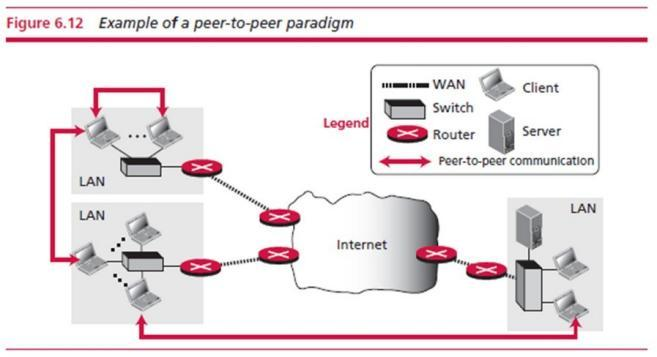 Figure 6.12 Example of a peer-to-peer paradigm
Legend
WAN
Client
Switch
Router
Server
Peer-to-peer communication
LAN
LAN
Internet
LAN